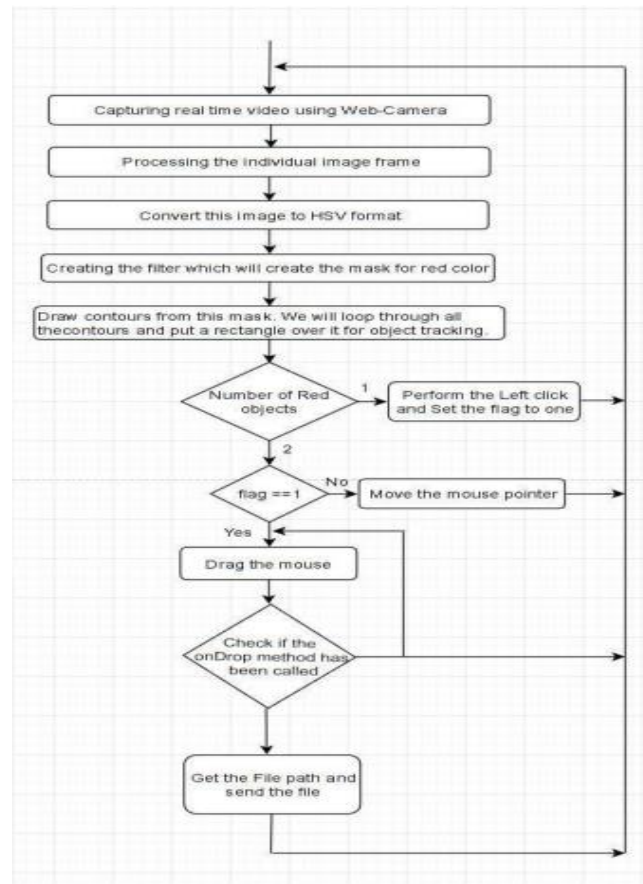 Capturing real time video using Web-Camera
Processing the individual image frame
Convert this image to HSV format
Creating the filter which will create the mask for red color
Draw contours from this mask. We will loop through all
thecontours and put a rectangle over it for object tracking.
Number of Red
objects
1
Perform the Left click
and Set the flag to one
2
flag ==1
No
Move the mouse pointer
Yes
Drag the mouse
Check if the
onDrop method has
been called
Get the File path and
send the file